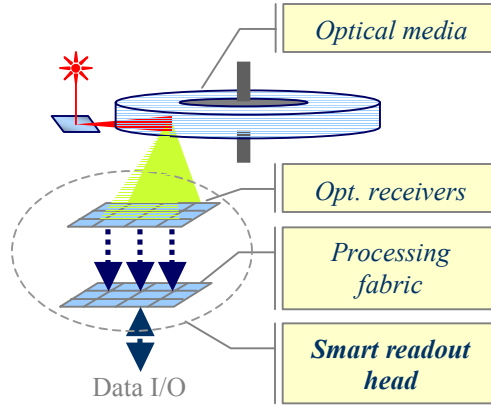 Optical media
Opt. receivers
Processing
fabric
Smart readout
head
Data I/O